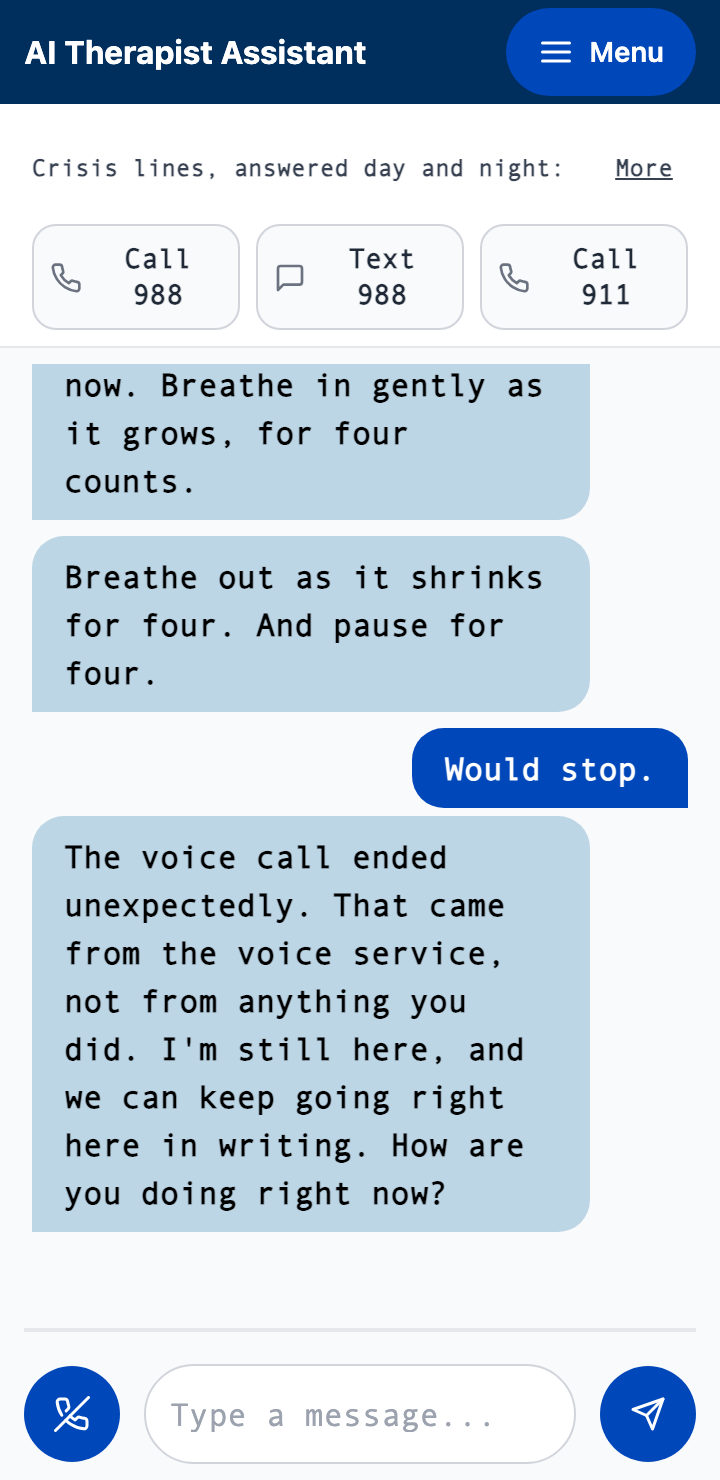 AI Therapist Assistant
Menu
Crisis lines, answered day and night:
More
Call
988
Text
988
Call
911
now. Breathe in gently as
it grows, for four
counts.
Breathe out as it shrinks
for four. And pause for
four.
Would stop.
The voice call ended
unexpectedly. That came
from the voice service,
not from anything you
did. I'm still here, and
we can keep going right
here in writing. How are
you doing right now?
Type a message...